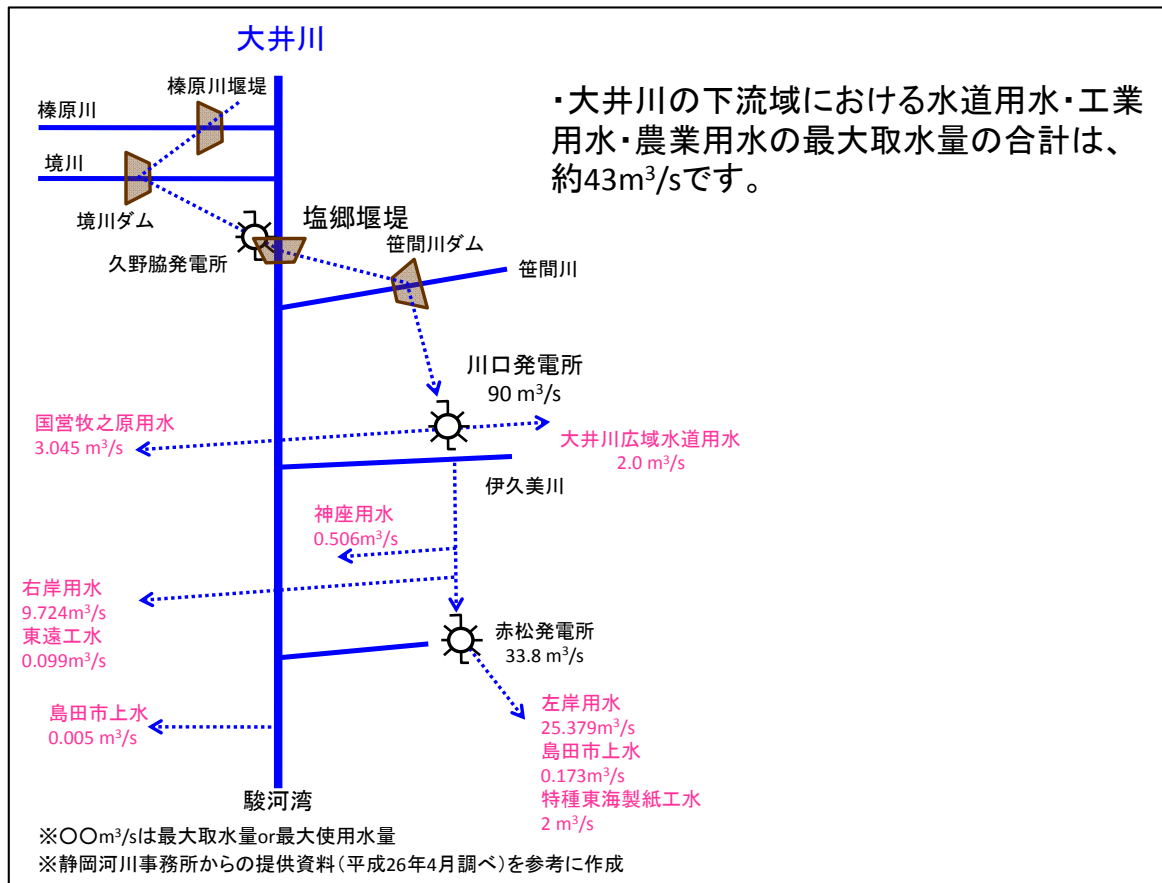 大井川
・大井川の下流域における水道用水・工業
用水・農業用水の最大取水量の合計は、
約43m³/sです。
榛原川堰堤
榛原川
境川
境川ダム
塩郷堰堤
久野脇発電所
笹間川ダム
笹間川
川口発電所
90 m³/s
国営牧之原用水
3.045 m³/s
大井川広域水道用水
2.0 m³/s
伊久美川
神座用水
0.506m³/s
右岸用水
9.724m³/s
東遠工水
0.099m³/s
赤松発電所
33.8 m³/s
島田市上水
0.005 m³/s
左岸用水
25.379m³/s
島田市上水
0.173m³/s
特種東海製紙工水
2 m³/s
駿河湾
※〇〇m³/sは最大取水量or最大使用水量
※静岡河川事務所からの提供資料(平成26年4月調べ)を参考に作成